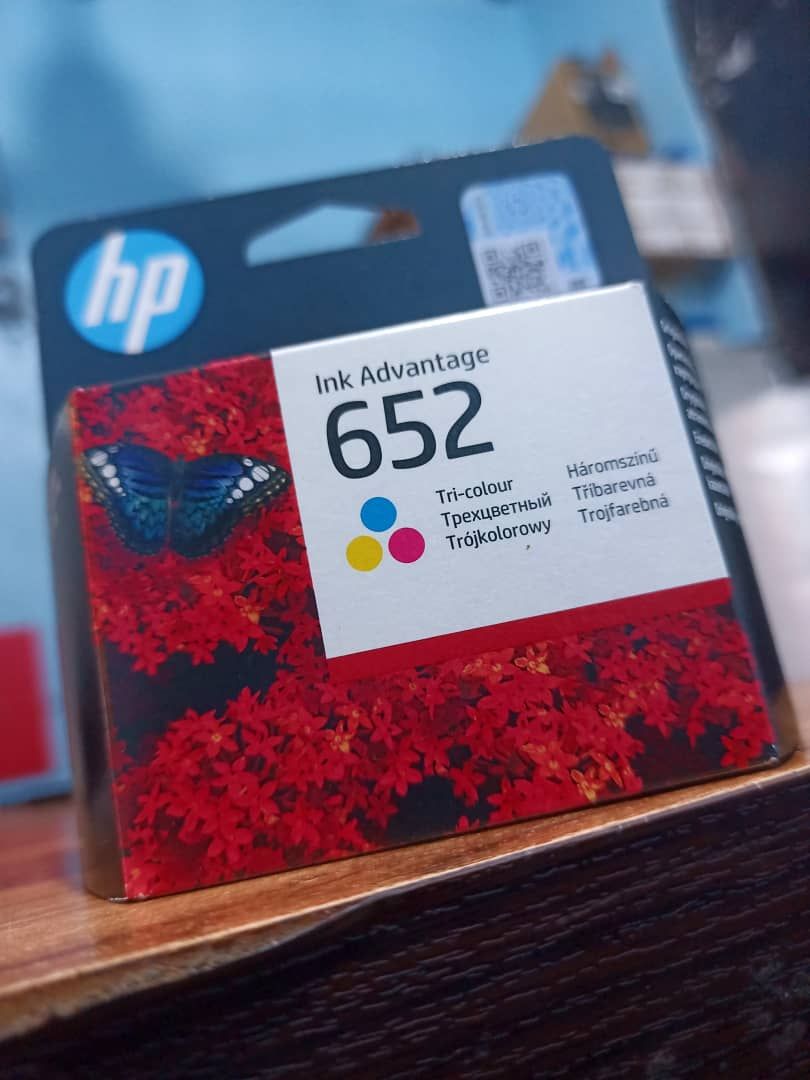 hp
Ink Advantage
652
Tri-colour
Трехцветный
Trójkolorowy
Háromszínű
Tříbarevná
Trojfarebná